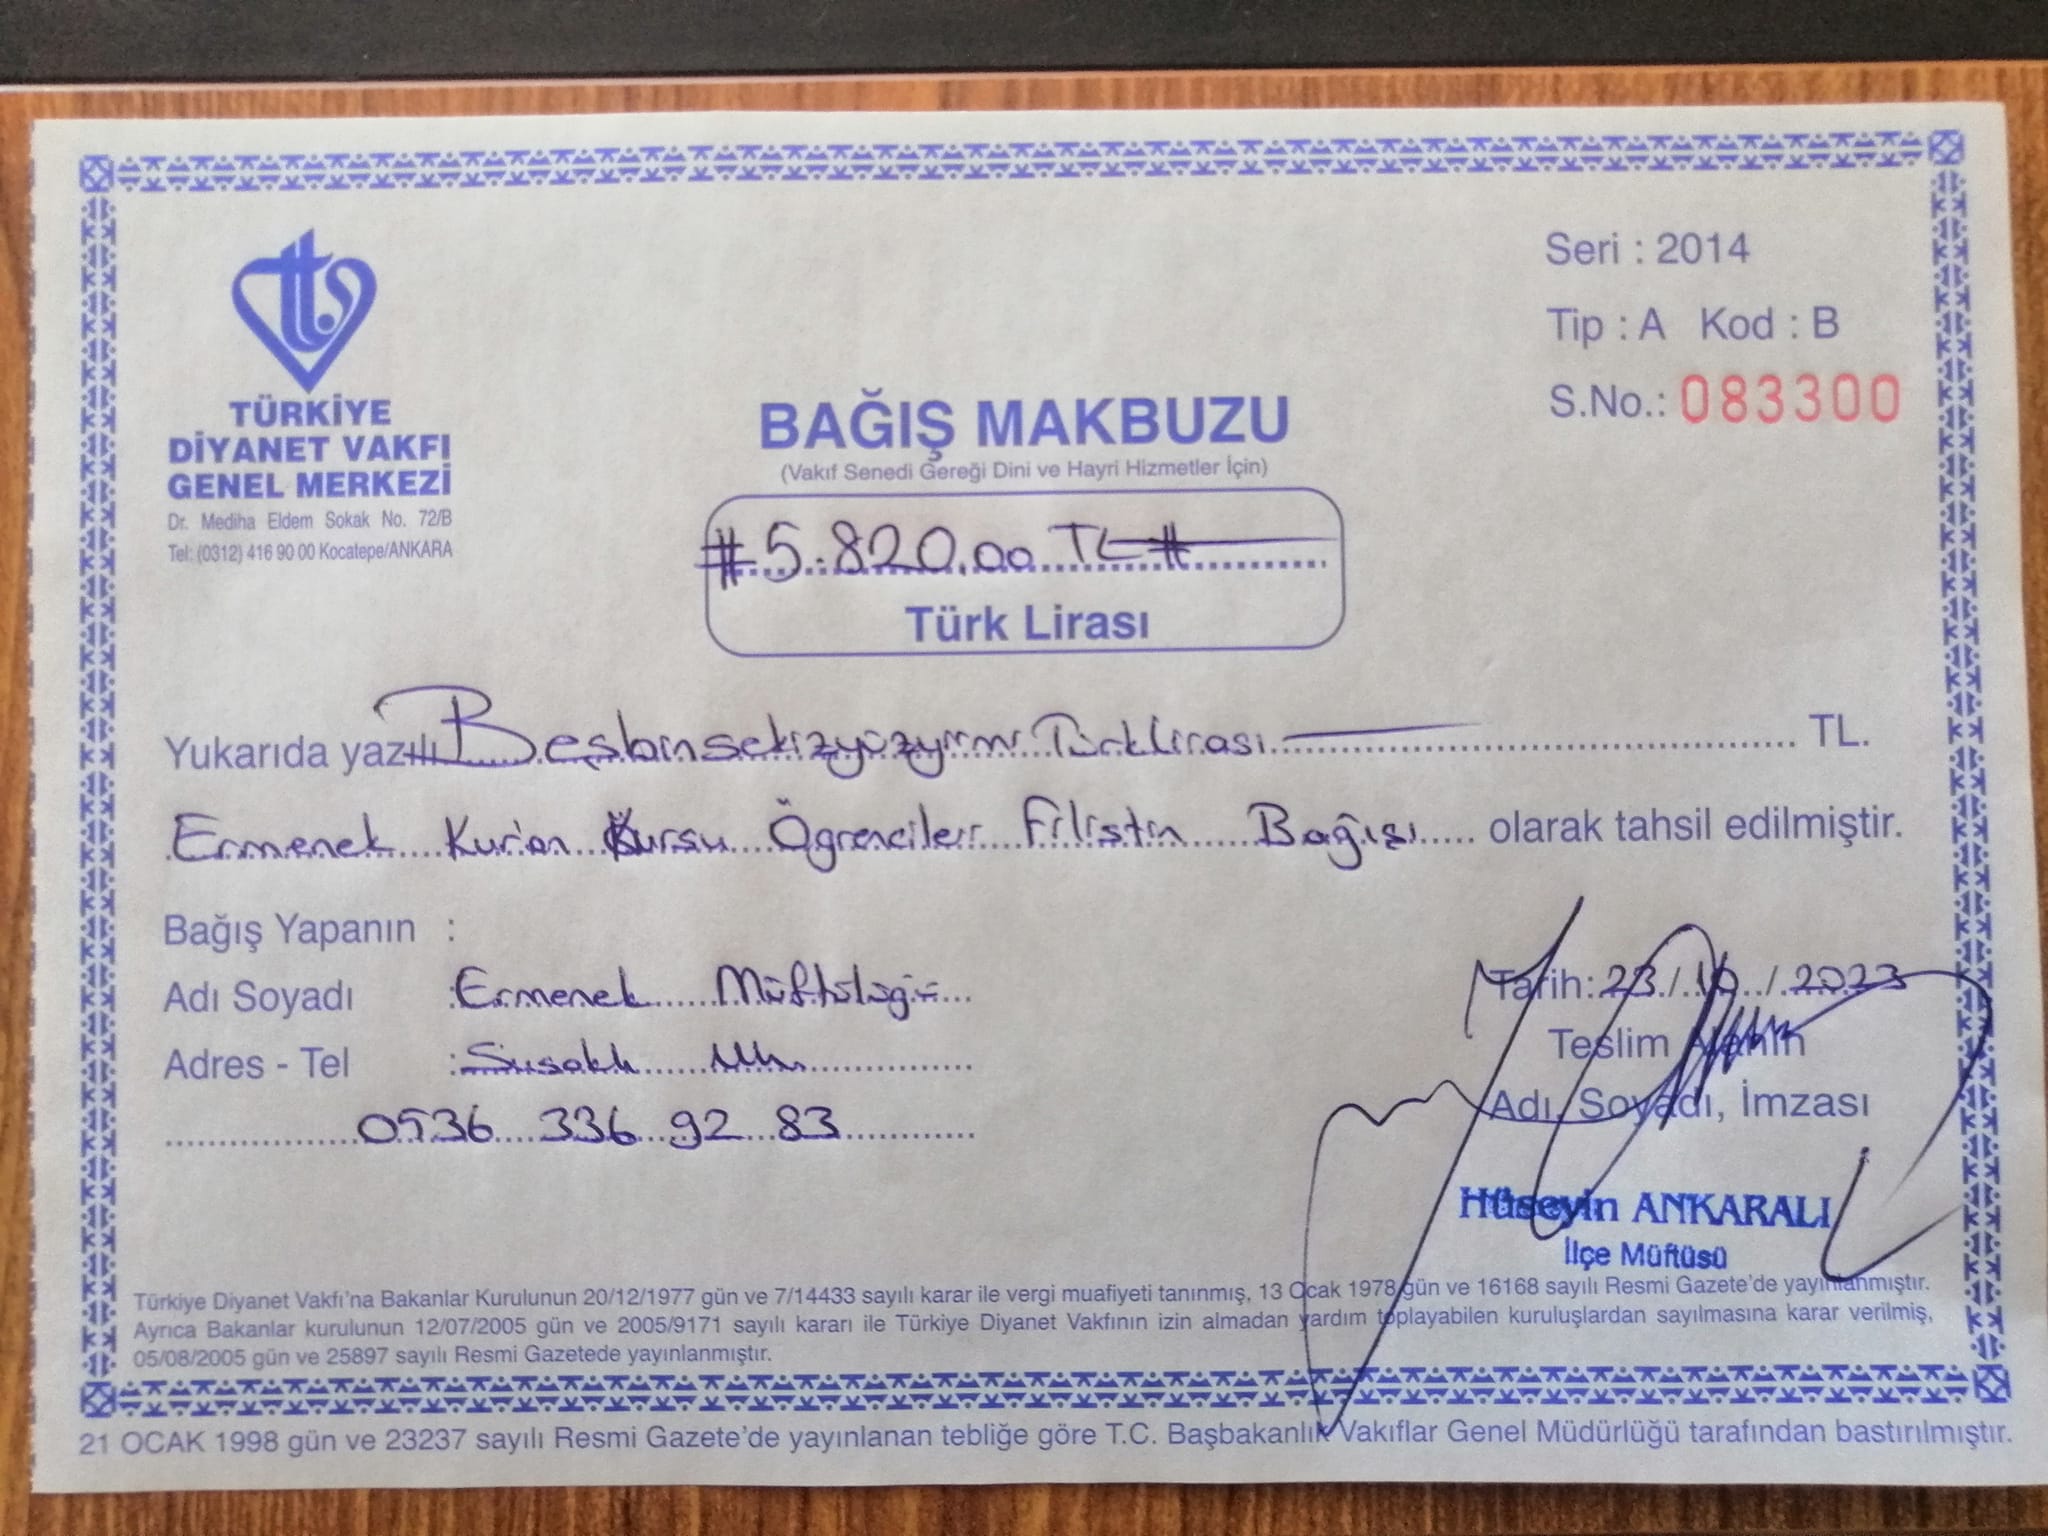 TÜRKİYE
DİYANET VAKFI
GENEL MERKEZİ
Dr. Mediha Eldem Sokak No. 72/B
Tel: (0312) 416 90 00 Kocatepe/ANKARA
Seri : 2014
Tip : A Kod : B
S.No.: 083300
BAĞIŞ MAKBUZU
(Vakıf Senedi Gereği Dini ve Hayri Hizmetler İçin)
#5.820,00 TL#
Türk Lirası
Yukarıda yazılı Beşbinsekizyüzyirmi Türk Lirası TL.
Ermenek Kur'an Kursu Öğrencileri Filistin Bağışı olarak tahsil edilmiştir.
Bağış Yapanın :
Adı Soyadı : Ermenek Müftülüğü
Adres - Tel : Susaklı Mh.
0536 336 92 83
Tarih: 23/10/2023
Teslim Alanın
Adı, Soyadı, İmzası
Hüseyin ANKARALI
İlçe Müftüsü
Türkiye Diyanet Vakfı'na Bakanlar Kurulunun 20/12/1977 gün ve 7/14433 sayılı karar ile vergi muafiyeti tanınmış, 13 Ocak 1978 gün ve 16168 sayılı Resmi Gazete'de yayınlanmıştır.
Ayrıca Bakanlar kurulunun 12/07/2005 gün ve 2005/9171 sayılı kararı ile Türkiye Diyanet Vakfının izin almadan yardım toplayabilen kuruluşlardan sayılmasına karar verilmiş,
05/08/2005 gün ve 25897 sayılı Resmi Gazetede yayınlanmıştır.
21 OCAK 1998 gün ve 23237 sayılı Resmi Gazete'de yayınlanan tebliğe göre T.C. Başbakanlık Vakıflar Genel Müdürlüğü tarafından bastırılmıştır.